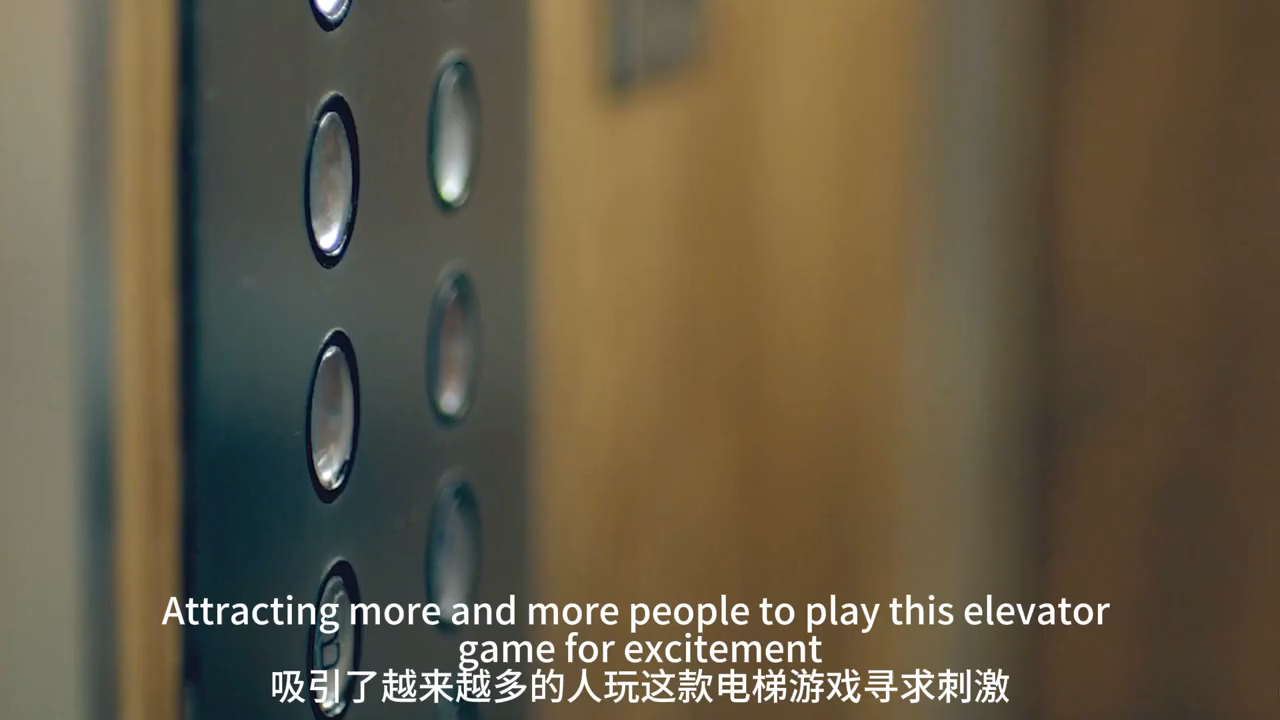 Attracting more and more people to play this elevator
game for excitement
吸引了越来越多的人玩这款电梯游戏寻求刺激